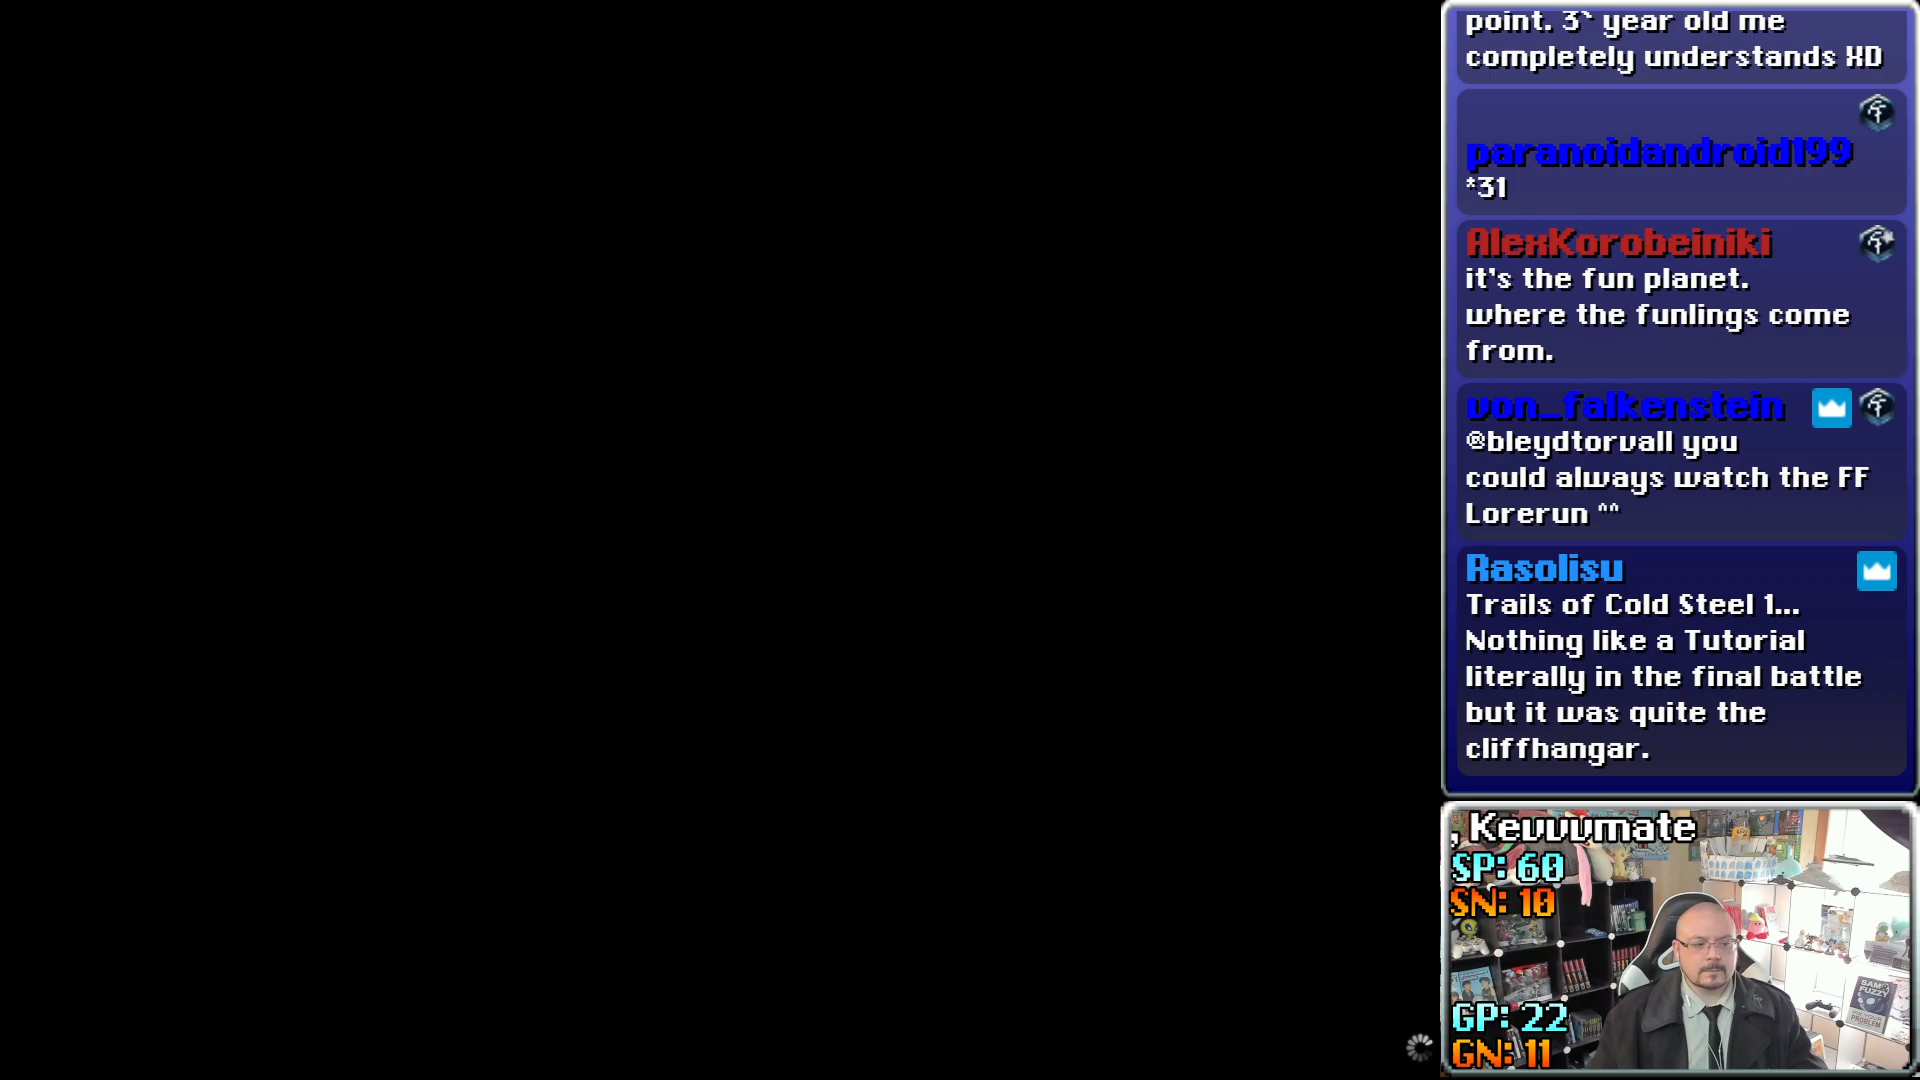 point. 3` year old me
completely understands XD
paranoidandroid199
*31
AlexKorobeiniki
it's the fun planet.
where the funlings come
from.
von_falkenstein
@bleydtorvall you
could always watch the FF
Lorerun ^^
Rasolisu
Trails of Cold Steel 1...
Nothing like a Tutorial
literally in the final battle
but it was quite the
cliffhangar.
, Kevvvmate
SP: 60
SN: 10
GP: 22
GN: 11
SAM
FUZZY
PROBLEM